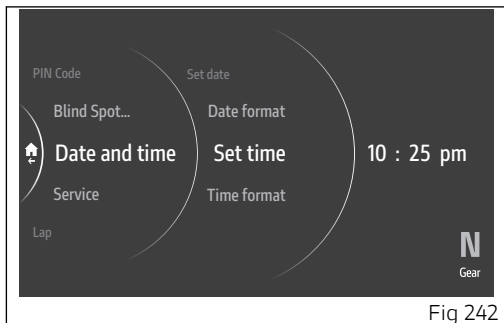 PIN Code
Blind Spot...
Date and time
Service
Lap
Set date
Date format
Set time
Time format
10 : 25 pm
N
Gear
Fig 242